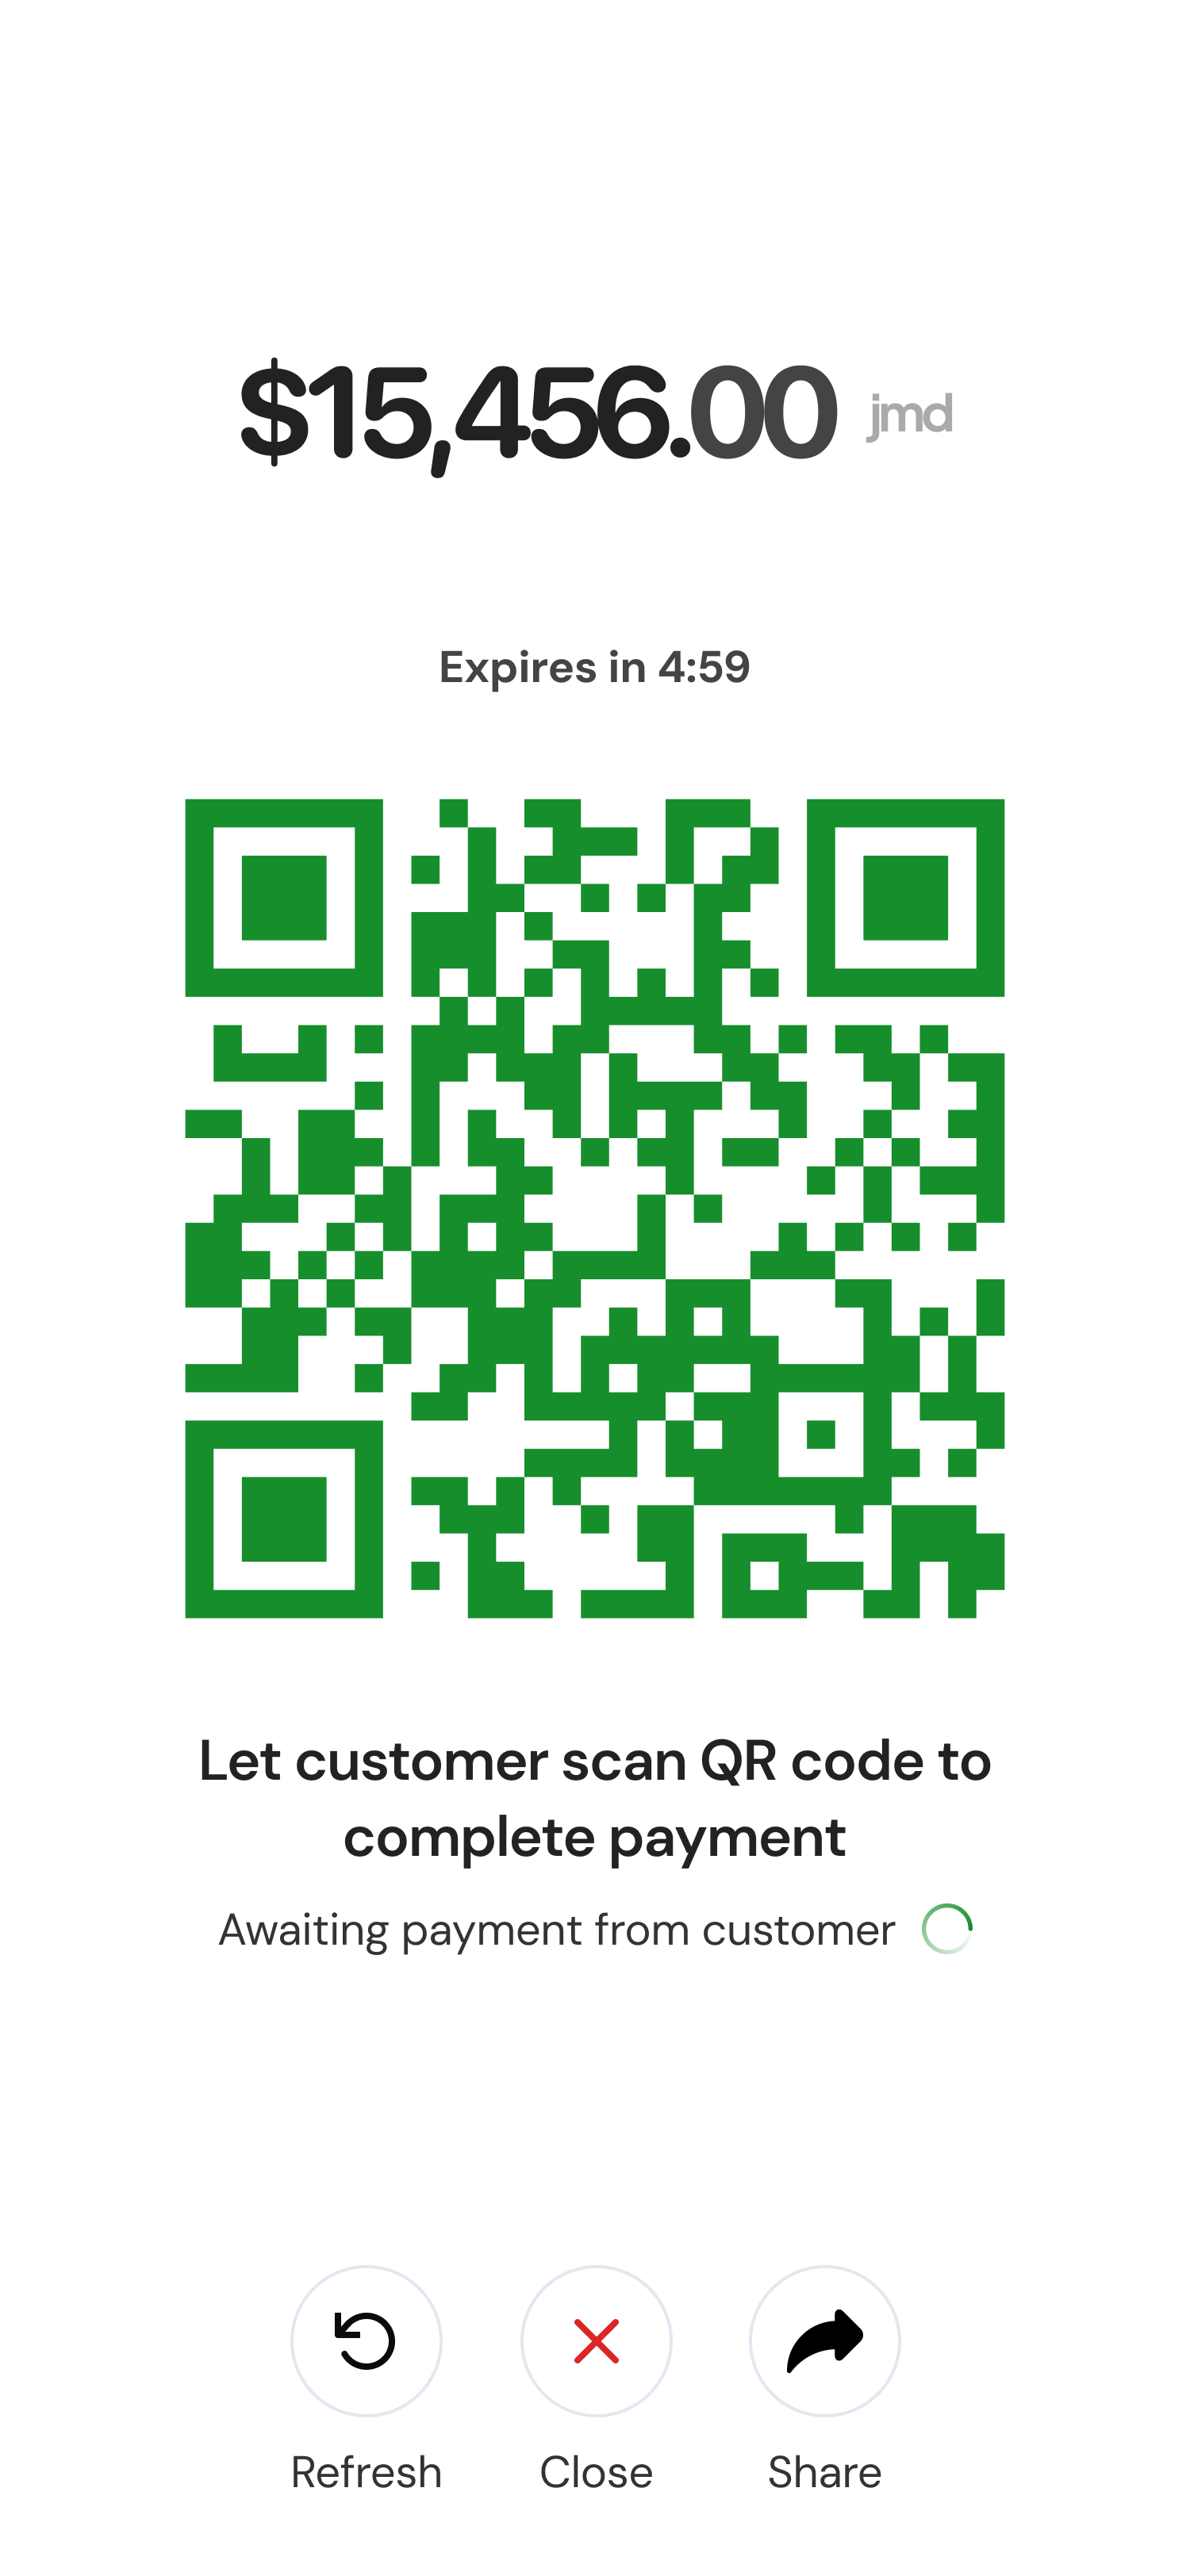 $15,456.00 jmd
Expires in 4:59
Let customer scan QR code to
complete payment
Awaiting payment from customer
Refresh Close Share